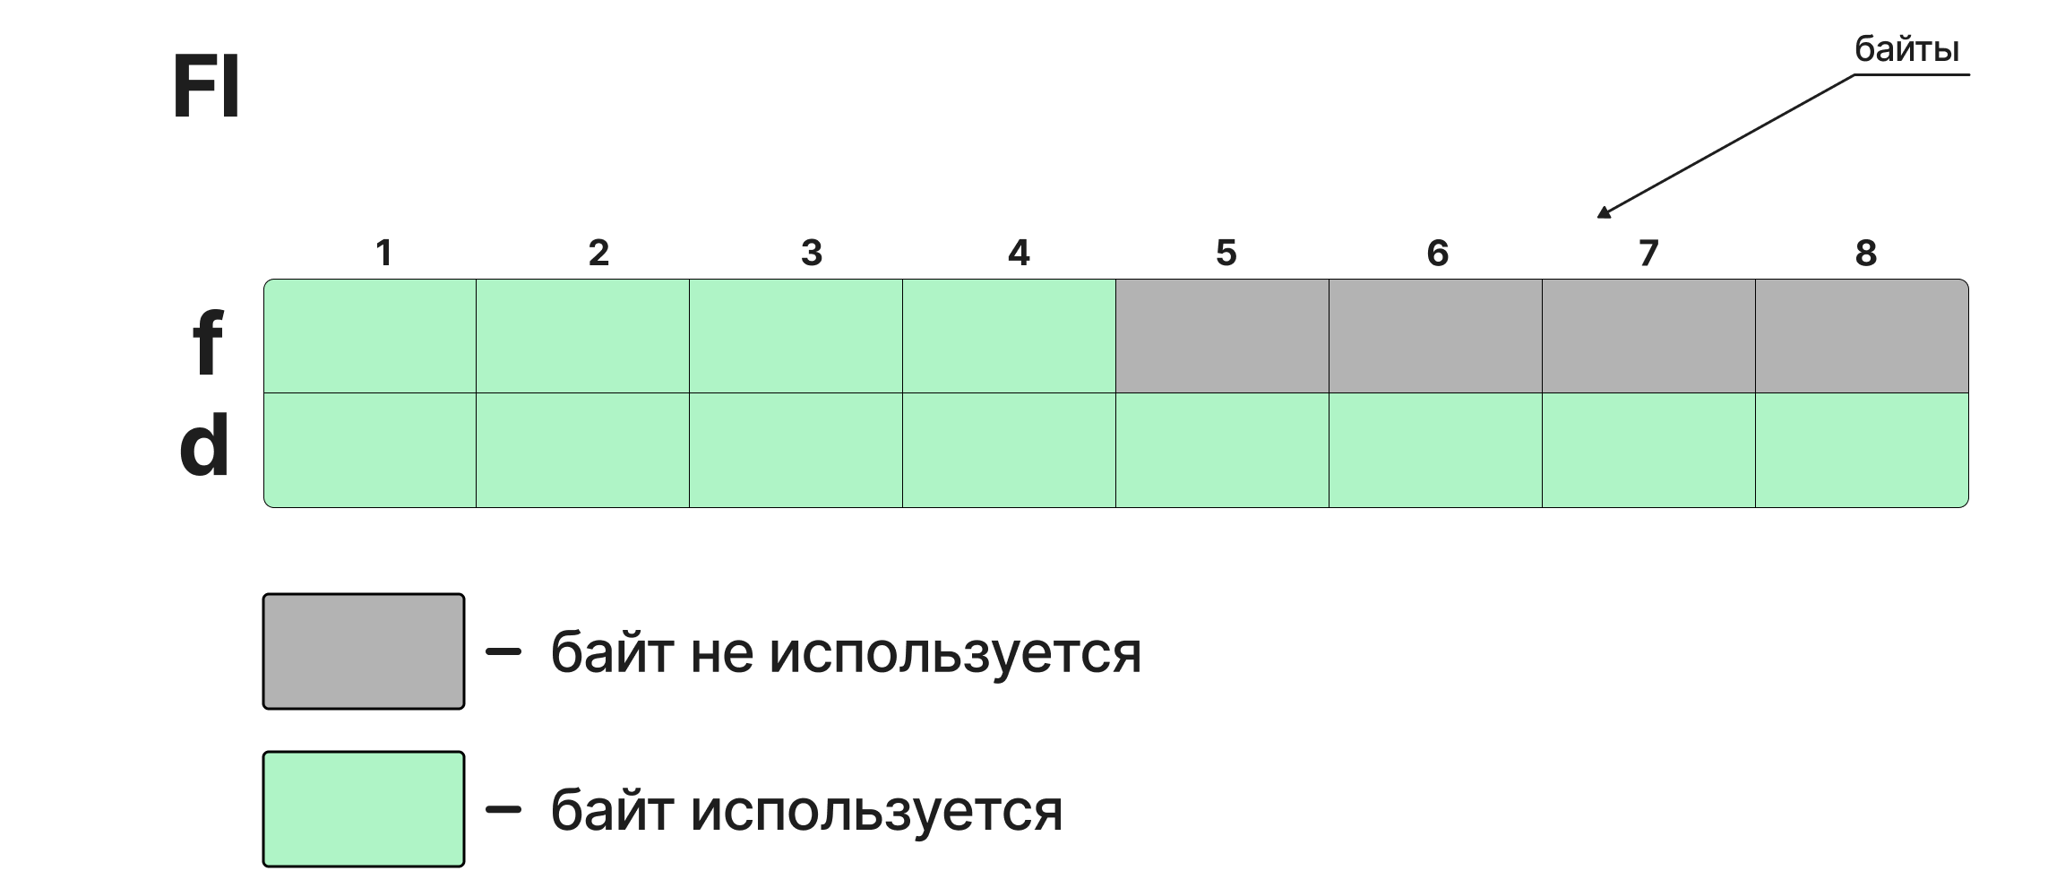 Fl
байты
1 2 3 4 5 6 7 8
f
d
– байт не используется
– байт используется